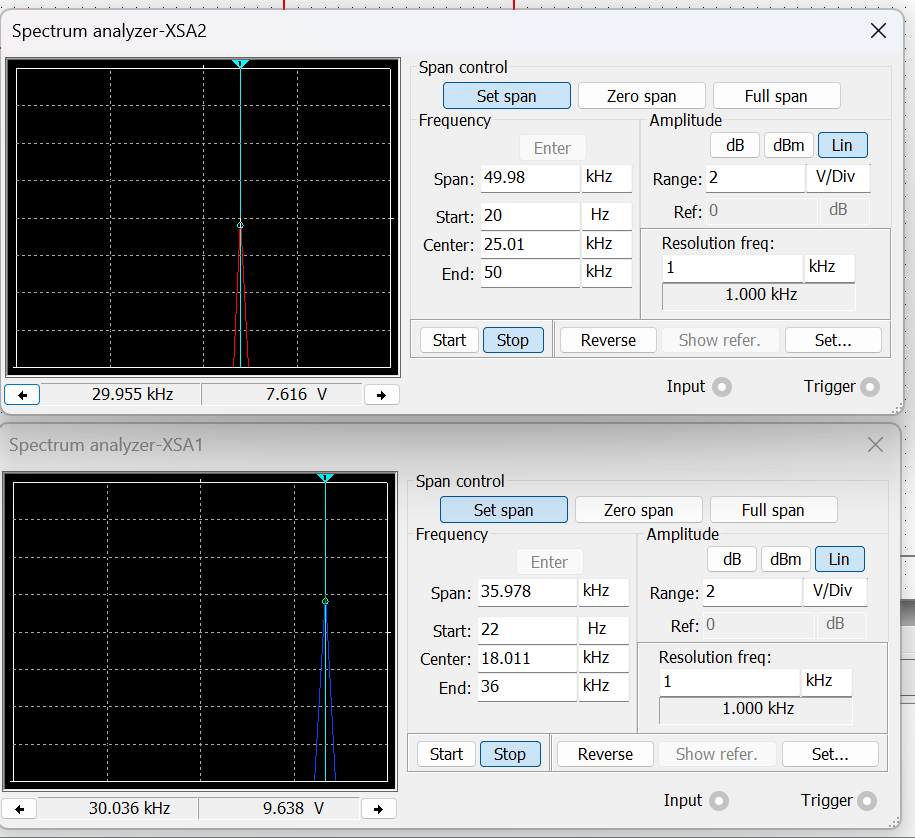 Spectrum analyzer-XSA2
1
Span control
Set span Zero span Full span
Frequency Amplitude
Enter dB dBm Lin
Span: 49.98 kHz Range: 2 V/Div
Start: 20 Hz Ref: 0 dB
Center: 25.01 kHz Resolution freq:
End: 50 kHz 1 kHz
1.000 kHz
Start Stop Reverse Show refer. Set...
29.955 kHz 7.616 V Input Trigger
Spectrum analyzer-XSA1
1
Span control
Set span Zero span Full span
Frequency Amplitude
Enter dB dBm Lin
Span: 35.978 kHz Range: 2 V/Div
Start: 22 Hz Ref: 0 dB
Center: 18.011 kHz Resolution freq:
End: 36 kHz 1 kHz
1.000 kHz
Start Stop Reverse Show refer. Set...
30.036 kHz 9.638 V Input Trigger